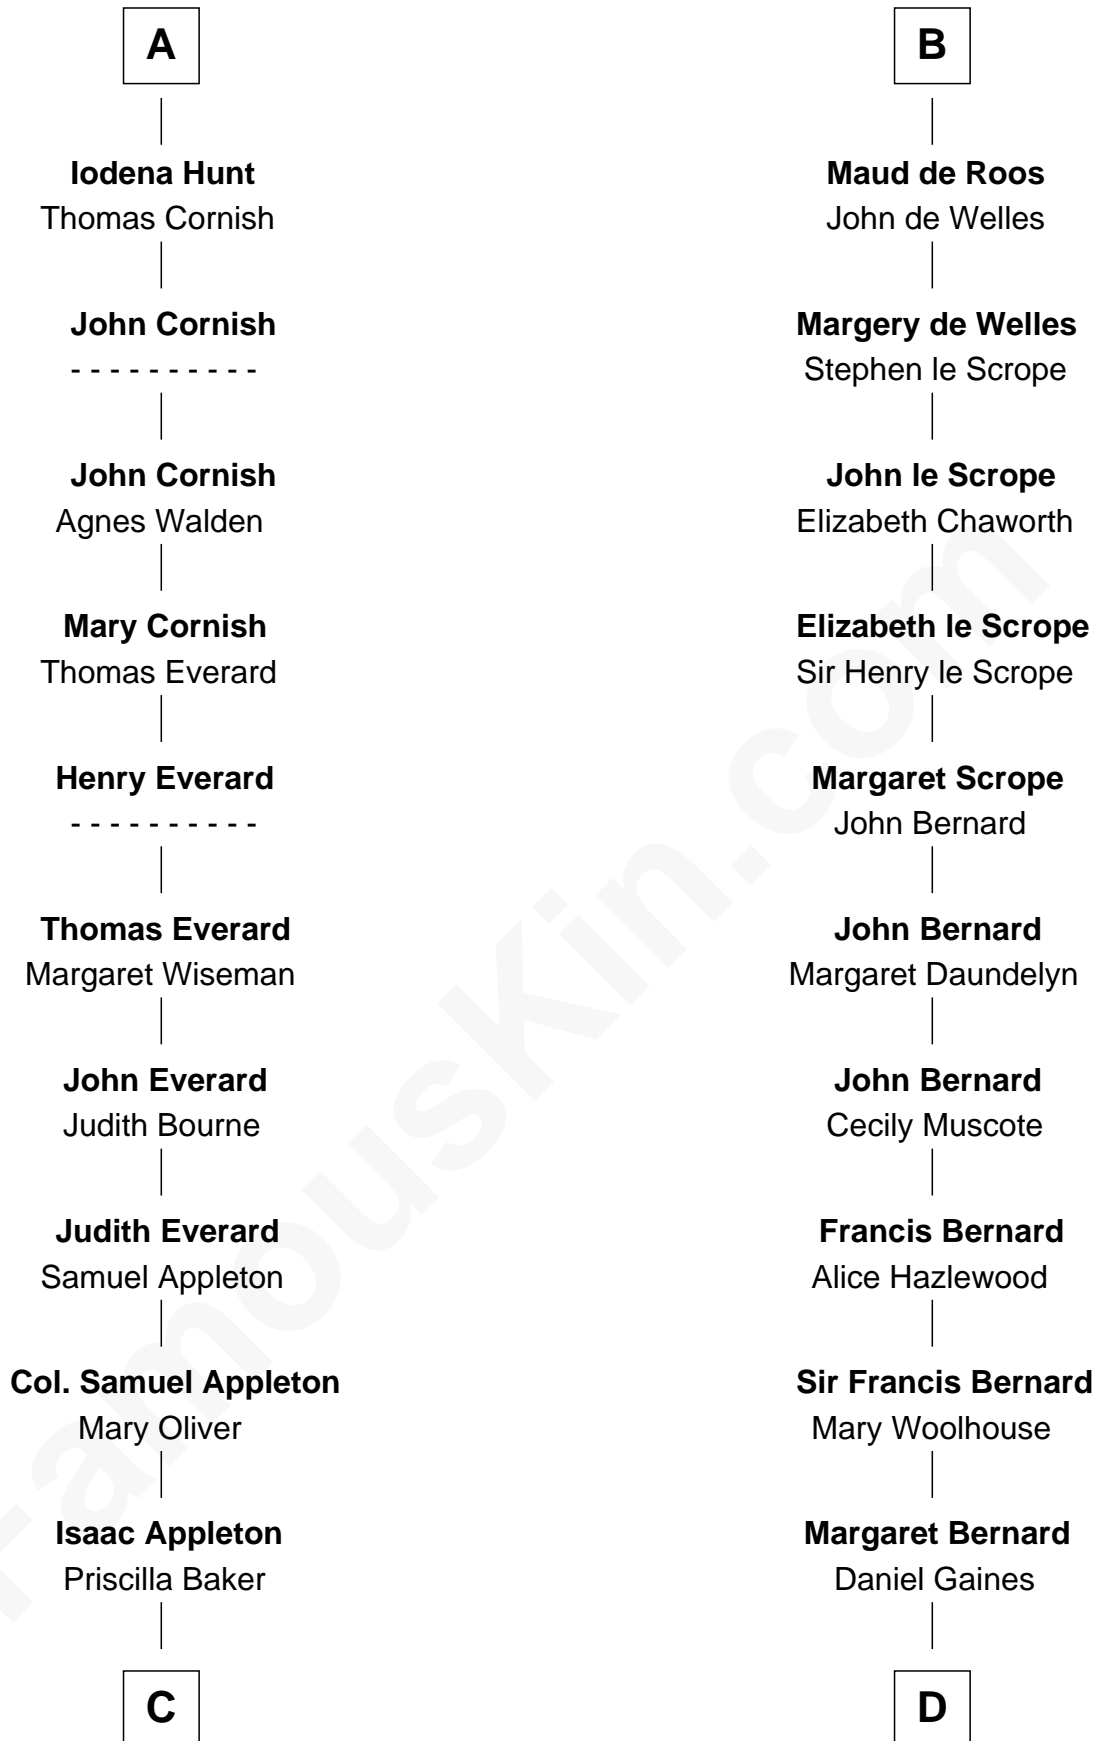 A
Iodena Hunt
Thomas Cornish
John Cornish
- - - - - - - - - -
John Cornish
Agnes Walden
Mary Cornish
Thomas Everard
Henry Everard
- - - - - - - - - -
Thomas Everard
Margaret Wiseman
John Everard
Judith Bourne
Judith Everard
Samuel Appleton
Col. Samuel Appleton
Mary Oliver
Isaac Appleton
Priscilla Baker
C
B
Maud de Roos
John de Welles
Margery de Welles
Stephen le Scrope
John le Scrope
Elizabeth Chaworth
Elizabeth le Scrope
Sir Henry le Scrope
Margaret Scrope
John Bernard
John Bernard
Margaret Daundelyn
John Bernard
Cecily Muscote
Francis Bernard
Alice Hazlewood
Sir Francis Bernard
Mary Woolhouse
Margaret Bernard
Daniel Gaines
D
FamousKin.com